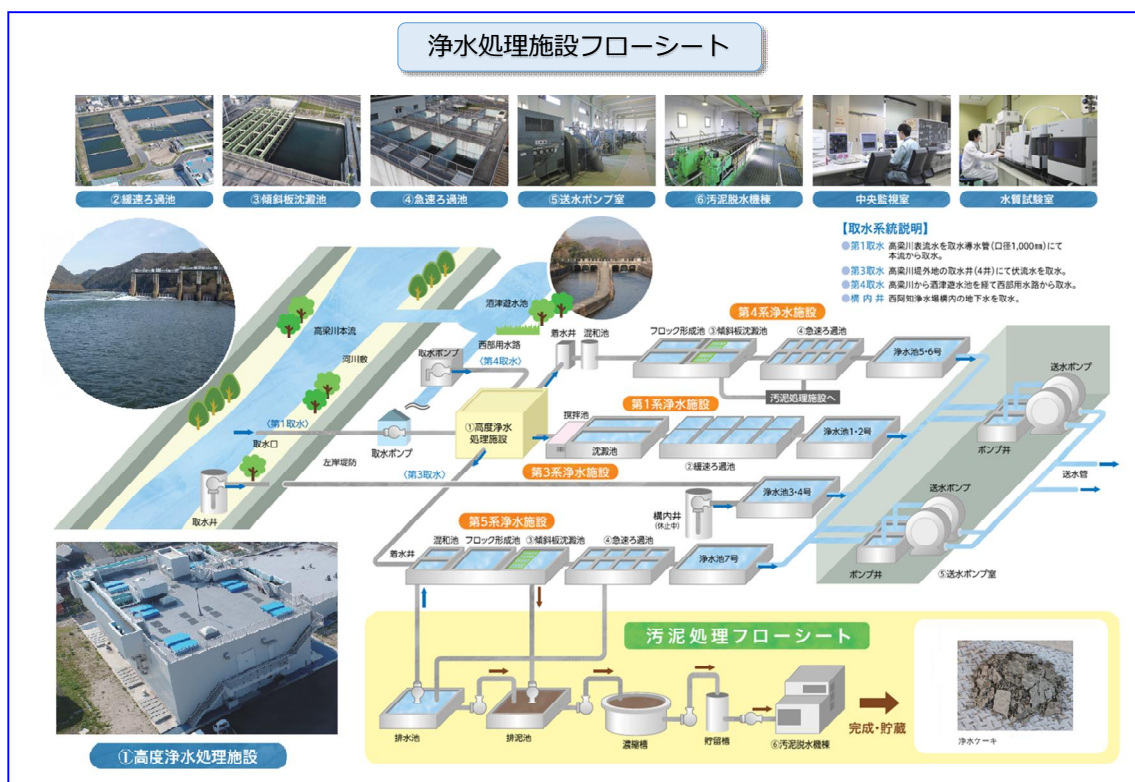 浄水処理施設フローシート
②緩速ろ過池
③傾斜板沈澱池
④急速ろ過池
⑤送水ポンプ室
⑥汚泥脱水機棟
中央監視室
水質試験室
【取水系統説明】
●第1取水 高梁川表流水を取水導水管(口径1,000㎜)にて
本流から取水。
●第3取水 高梁川堤外地の取水井(4井)にて伏流水を取水。
●第4取水 高梁川から酒津遊水池を経て西部用水路から取水。
●構内井 西阿知浄水場構内の地下水を取水。
酒津遊水池
高梁川本流
西部用水路
河川敷
取水ポンプ
〈第4取水〉
着水井
混和池
第4系浄水施設
フロック形成池
③傾斜板沈澱池
④急速ろ過池
浄水池5・6号
汚泥処理施設へ
送水ポンプ
ポンプ井
〈第1取水〉
取水口
取水ポンプ
①高度浄水
処理施設
撹拌池
第1系浄水施設
沈澱池
②緩速ろ過池
浄水池1・2号
左岸堤防
〈第3取水〉
第3系浄水施設
取水井
構内井
(休止中)
浄水池3・4号
送水管
送水ポンプ
ポンプ井
⑤送水ポンプ室
第5系浄水施設
着水井
混和池
フロック形成池
③傾斜板沈澱池
④急速ろ過池
浄水池7号
汚泥処理フローシート
排水池
排泥池
濃縮槽
貯留槽
⑥汚泥脱水機棟
完成・貯蔵
浄水ケーキ
①高度浄水処理施設